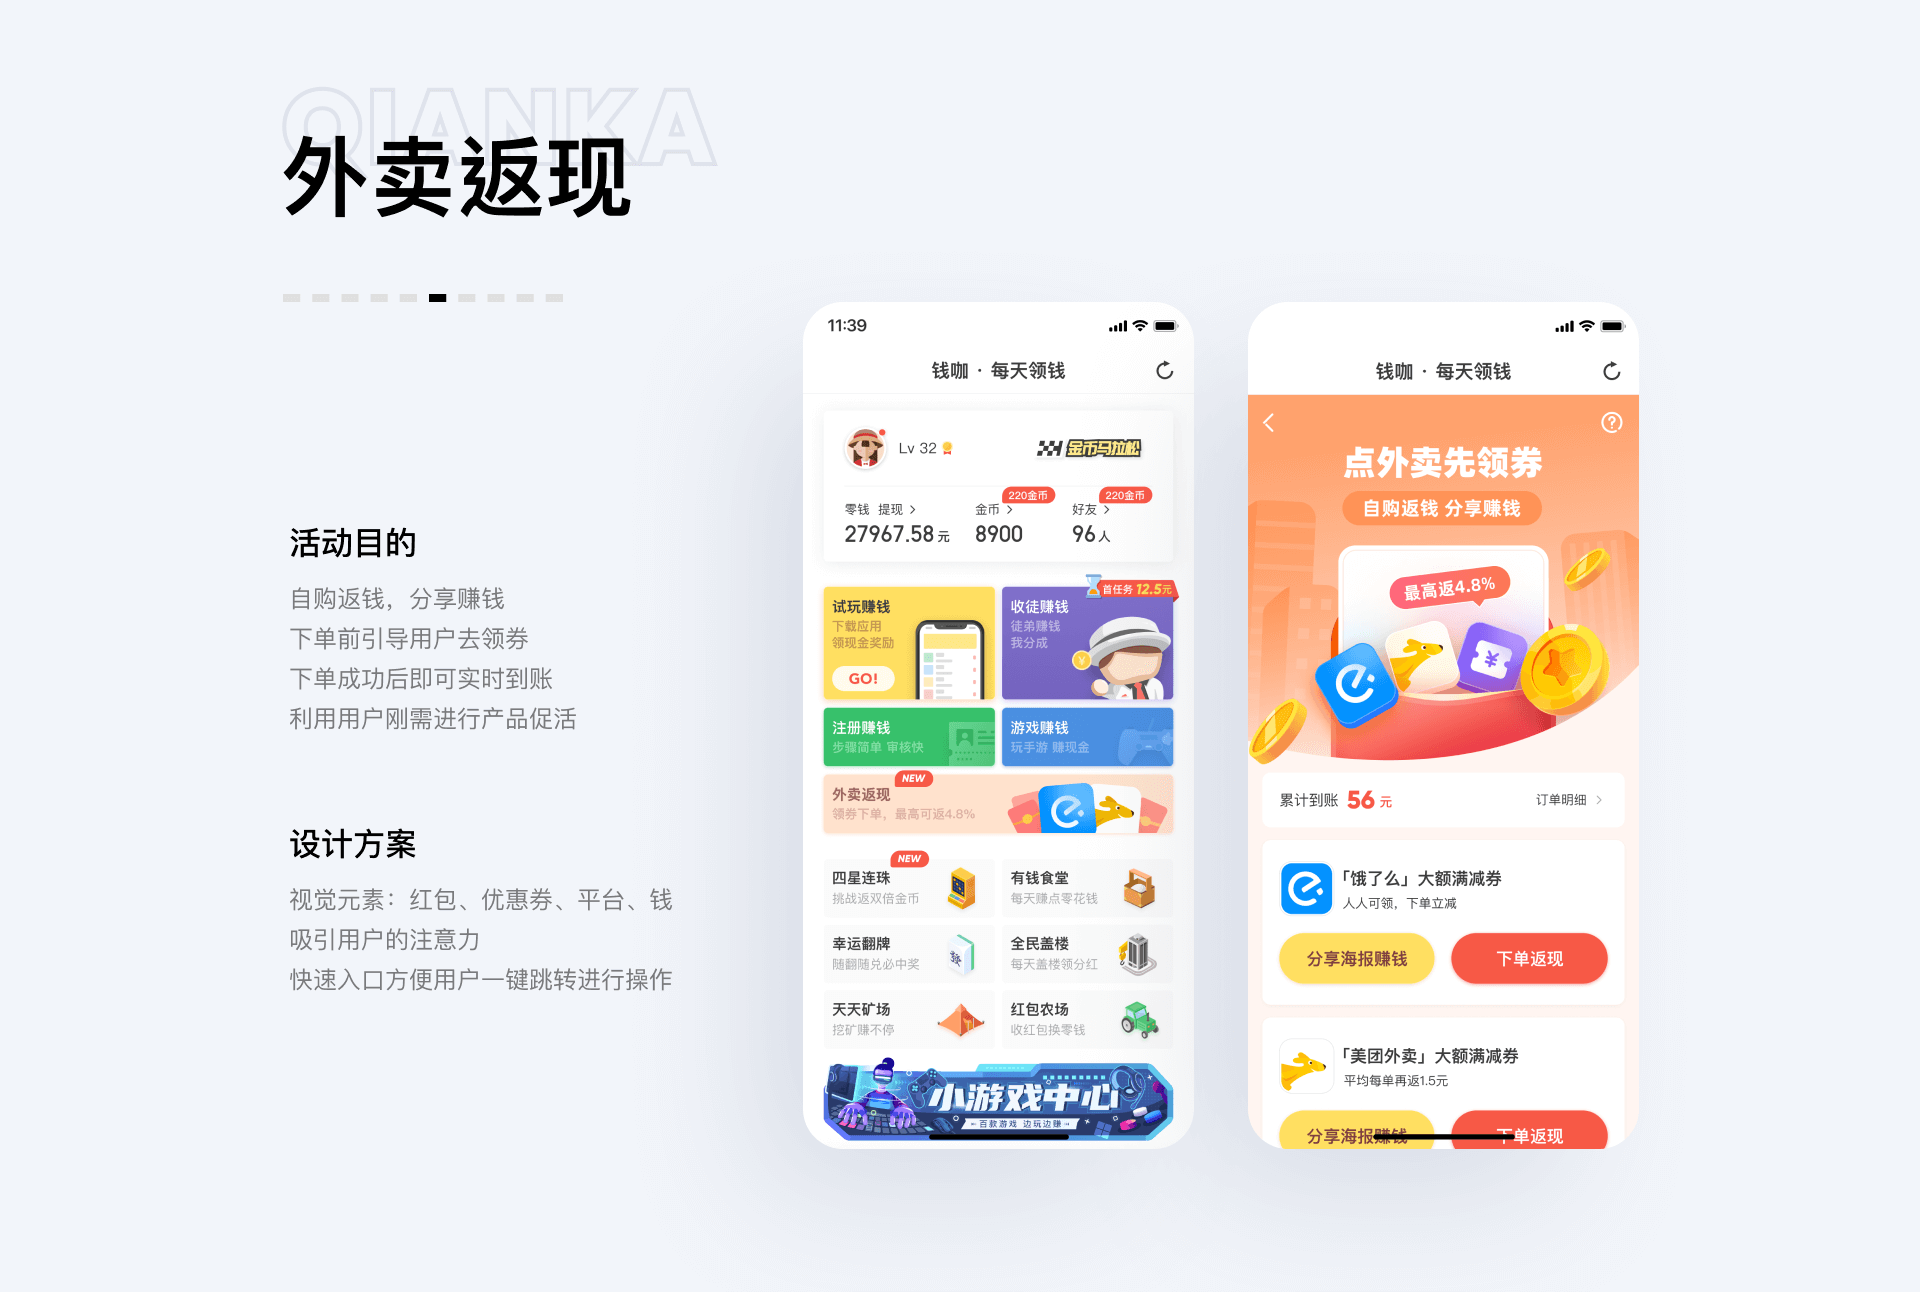 QIANKA
外卖返现
活动目的
自购返钱，分享赚钱
下单前引导用户去领券
下单成功后即可实时到账
利用用户刚需进行产品促活
设计方案
视觉元素：红包、优惠券、平台、钱
吸引用户的注意力
快速入口方便用户一键跳转进行操作
11:39
钱咖 · 每天领钱
Lv 32
金币马拉松
220金币
220金币
零钱 提现
金币
好友
27967.58元
8900
96人
首任务 12.5元
试玩赚钱
下载应用
领现金奖励
GO!
收徒赚钱
徒弟赚钱
我分成
注册赚钱
步骤简单 审核快
游戏赚钱
玩手游 赚现金
NEW
外卖返现
领券下单，最高可返4.8%
NEW
四星连珠
挑战返双倍金币
有钱食堂
每天赚点零花钱
幸运翻牌
随翻随兑必中奖
發
全民盖楼
每天盖楼领分红
天天矿场
挖矿赚不停
红包农场
收红包换零钱
小游戏中心
百款游戏 边玩边赚
钱咖 · 每天领钱
点外卖先领券
自购返钱 分享赚钱
最高返4.8%
¥
累计到账 56 元
订单明细
「饿了么」大额满减券
人人可领，下单立减
分享海报赚钱
下单返现
「美团外卖」大额满减券
平均每单再返1.5元
分享海报赚钱
下单返现